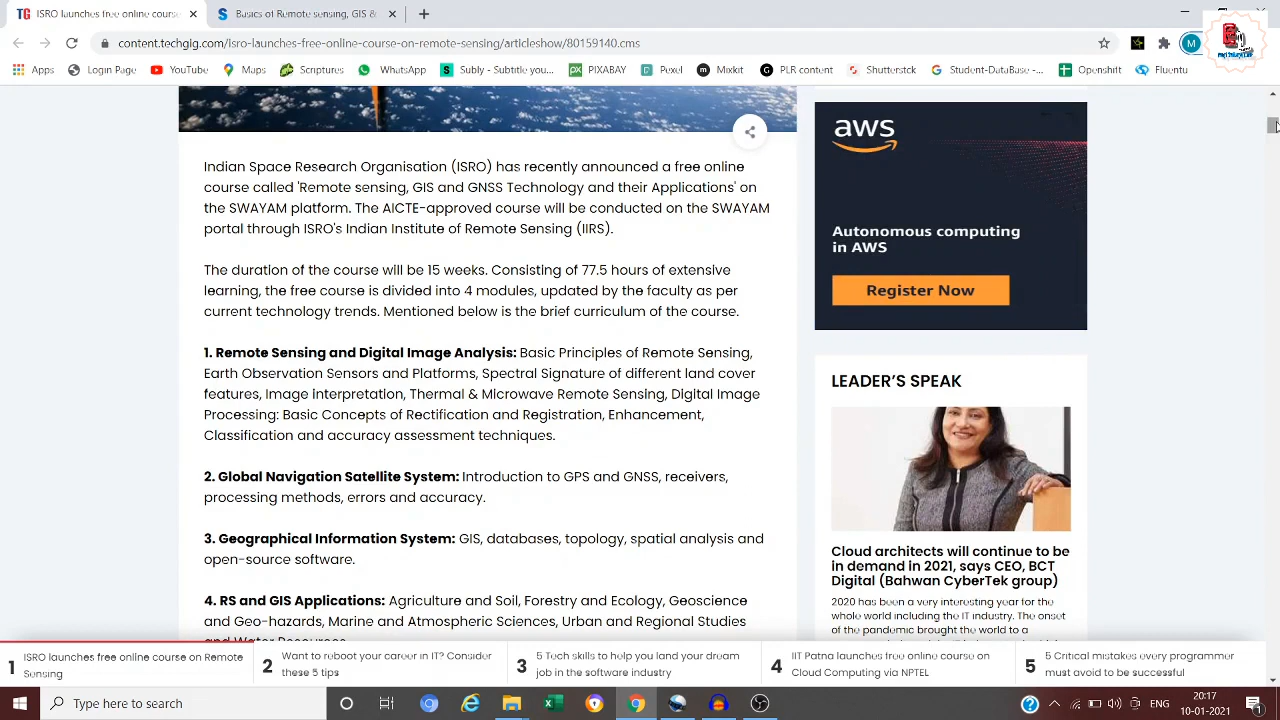 TG ISRO launches free online course
S Basics of Remote sensing, GIS &
content.techgig.com/isro-launches-free-online-course-on-remote-sensing/articleshow/80159140.cms
M
Apps Login Page YouTube Maps Scriptures WhatsApp Subly - Subtitle you... PIXABAY Pexel Mixkit PLR content Shutterstck Student-DataBase -... Openshift Fluentu
Indian Space Research Organisation (ISRO) has recently announced a free online
course called 'Remote sensing, GIS and GNSS Technology and their Applications' on
the SWAYAM platform. The AICTE-approved course will be conducted on the SWAYAM
portal through ISRO's Indian Institute of Remote Sensing (IIRS).
The duration of the course will be 15 weeks. Consisting of 77.5 hours of extensive
learning, the free course is divided into 4 modules, updated by the faculty as per
current technology trends. Mentioned below is the brief curriculum of the course.
1. Remote Sensing and Digital Image Analysis: Basic Principles of Remote Sensing,
Earth Observation Sensors and Platforms, Spectral Signature of different land cover
features, Image interpretation, Thermal & Microwave Remote Sensing, Digital Image
Processing: Basic Concepts of Rectification and Registration, Enhancement,
Classification and accuracy assessment techniques.
2. Global Navigation Satellite System: Introduction to GPS and GNSS, receivers,
processing methods, errors and accuracy.
3. Geographical Information System: GIS, databases, topology, spatial analysis and
open-source software.
4. RS and GIS Applications: Agriculture and Soil, Forestry and Ecology, Geoscience
and Geo-hazards, Marine and Atmospheric Sciences, Urban and Regional Studies
and Water Resources
aws
Autonomous computing
in AWS
Register Now
LEADER'S SPEAK
Cloud architects will continue to be
in demand in 2021, says CEO, BCT
Digital (Bahwan CyberTek group)
2020 has been a very interesting year for the
whole world including the IT industry. The onset
of the pandemic brought the world to a
1 ISRO launches free online course on Remote
Sensing
2 Want to reboot your career in IT? Consider
these 5 tips
3 5 Tech skills to help you land your dream
job in the software industry
4 IIT Patna launches free online course on
Cloud Computing via NPTEL
5 5 Critical mistakes every programmer
must avoid to be successful
Type here to search
ENG
20:17
10-01-2021
1